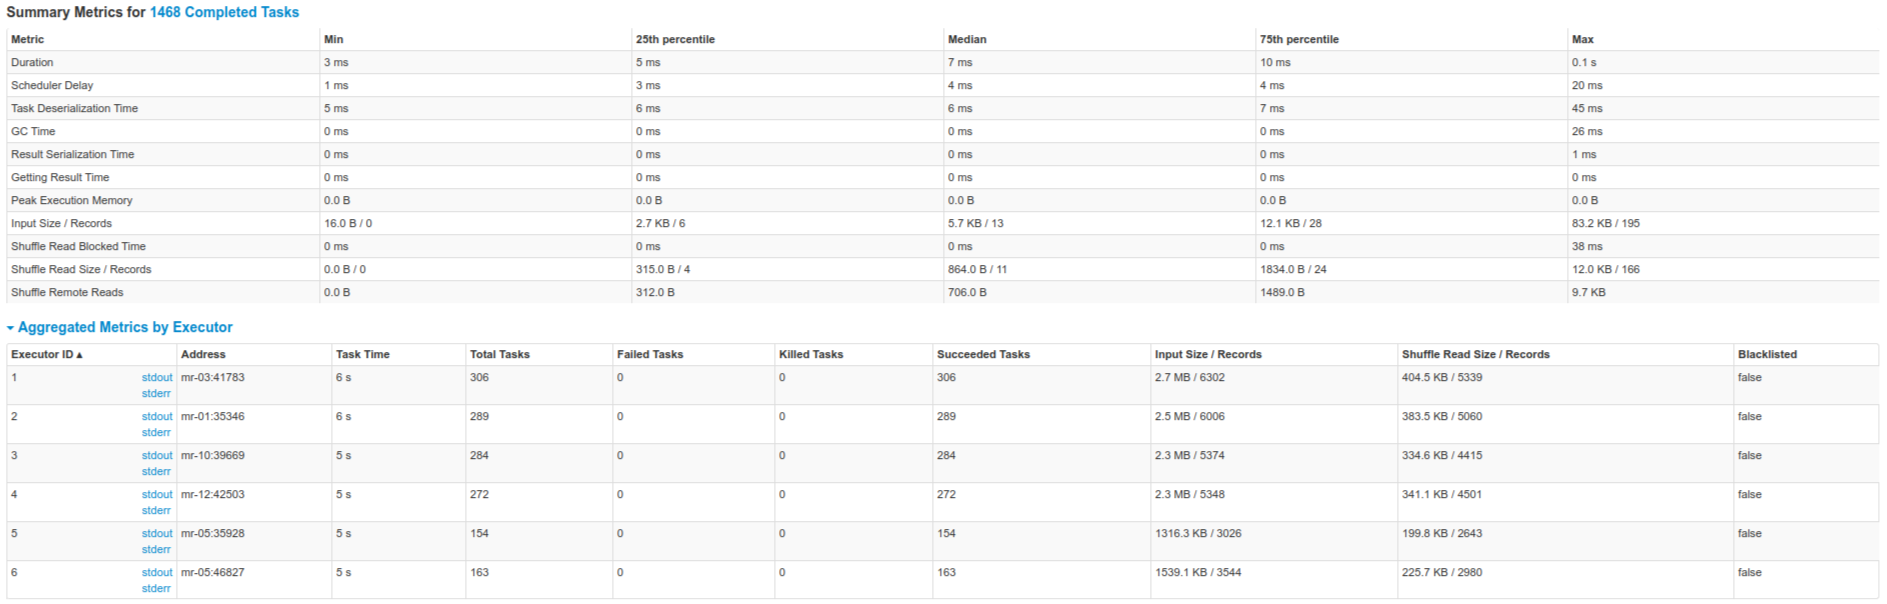 Summary Metrics for 1468 Completed Tasks
Metric Min 25th percentile Median 75th percentile Max
Duration 3 ms 5 ms 7 ms 10 ms 0.1 s
Scheduler Delay 1 ms 3 ms 4 ms 4 ms 20 ms
Task Deserialization Time 5 ms 6 ms 6 ms 7 ms 45 ms
GC Time 0 ms 0 ms 0 ms 0 ms 26 ms
Result Serialization Time 0 ms 0 ms 0 ms 0 ms 1 ms
Getting Result Time 0 ms 0 ms 0 ms 0 ms 0 ms
Peak Execution Memory 0.0 B 0.0 B 0.0 B 0.0 B 0.0 B
Input Size / Records 16.0 B / 0 2.7 KB / 6 5.7 KB / 13 12.1 KB / 28 83.2 KB / 195
Shuffle Read Blocked Time 0 ms 0 ms 0 ms 0 ms 38 ms
Shuffle Read Size / Records 0.0 B / 0 315.0 B / 4 864.0 B / 11 1834.0 B / 24 12.0 KB / 166
Shuffle Remote Reads 0.0 B 312.0 B 706.0 B 1489.0 B 9.7 KB
Aggregated Metrics by Executor
Executor ID ▴ Address Task Time Total Tasks Failed Tasks Killed Tasks Succeeded Tasks Input Size / Records Shuffle Read Size / Records Blacklisted
1 stdout mr-03:41783 6 s 306 0 0 306 2.7 MB / 6302 404.5 KB / 5339 false
stderr
2 stdout mr-01:35346 6 s 289 0 0 289 2.5 MB / 6006 383.5 KB / 5060 false
stderr
3 stdout mr-10:39669 5 s 284 0 0 284 2.3 MB / 5374 334.6 KB / 4415 false
stderr
4 stdout mr-12:42503 5 s 272 0 0 272 2.3 MB / 5348 341.1 KB / 4501 false
stderr
5 stdout mr-05:35928 5 s 154 0 0 154 1316.3 KB / 3026 199.8 KB / 2643 false
stderr
6 stdout mr-05:46827 5 s 163 0 0 163 1539.1 KB / 3544 225.7 KB / 2980 false
stderr